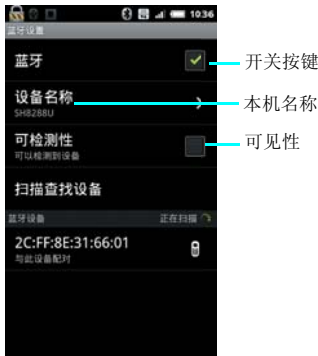 1036
蓝牙设置
蓝牙
开关按键
设备名称
本机名称
SH8288U
可检测性
可见性
可以检测到设备
扫描查找设备
蓝牙设备 正在扫描
2C:FF:8E:31:66:01
与此设备配对